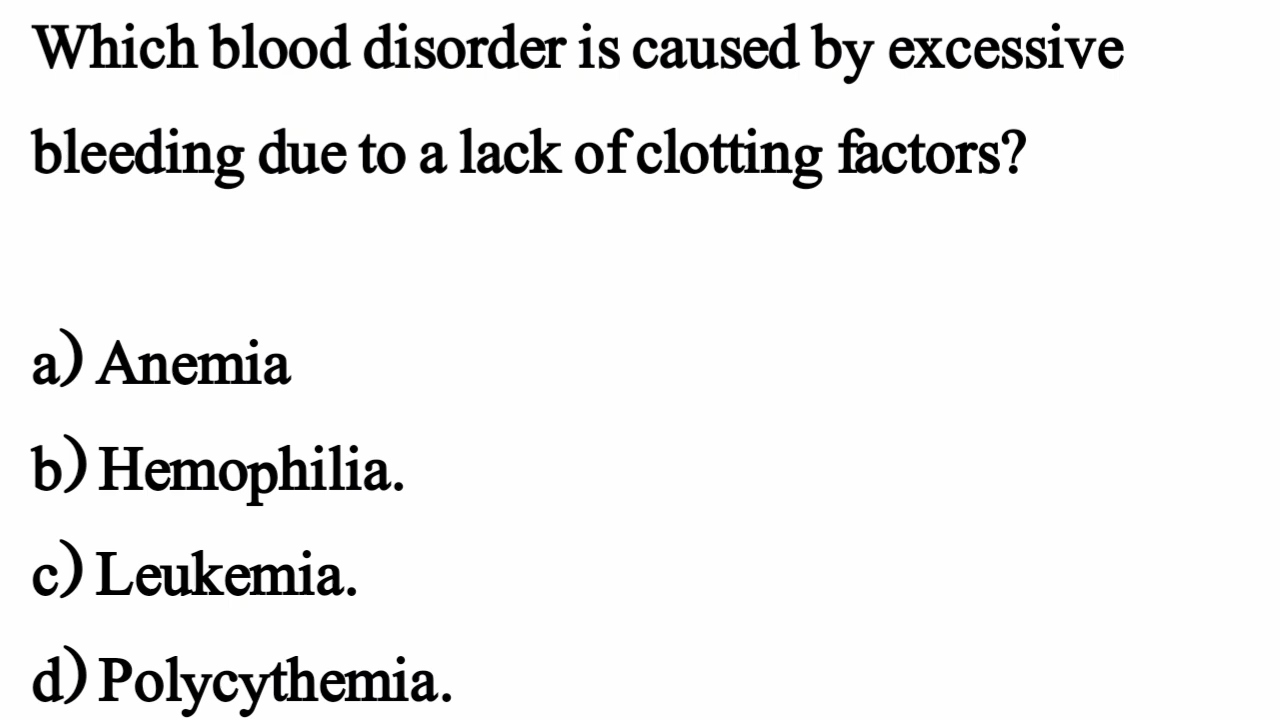 Which blood disorder is caused by excessive
bleeding due to a lack of clotting factors?
a) Anemia
b) Hemophilia.
c) Leukemia.
d) Polycythemia.